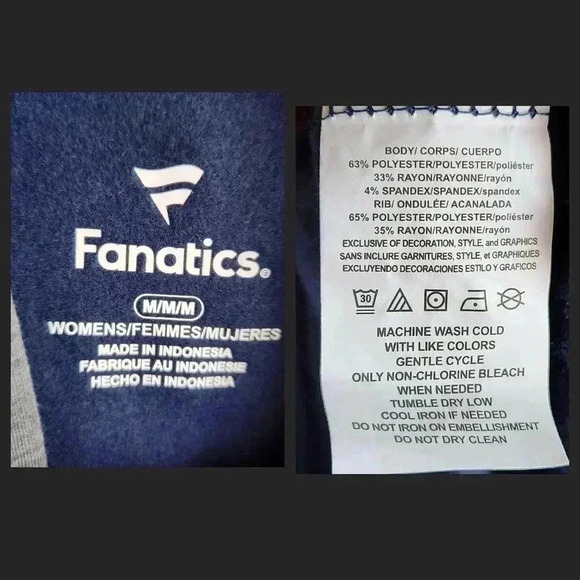 Fanatics®
M/M/M
WOMENS/FEMMES/MUJERES
MADE IN INDONESIA
FABRIQUE AU INDONESIE
HECHO EN INDONESIA
BODY/ CORPS/ CUERPO
63% POLYESTER/POLYESTER/poliéster
33% RAYON/RAYONNE/rayón
4% SPANDEX/SPANDEX/spandex
RIB/ ONDULÉE/ ACANALADA
65% POLYESTER/POLYESTER/poliéster
35% RAYON/RAYONNE/rayón
EXCLUSIVE OF DECORATION, STYLE, and GRAPHICS
SANS INCLURE GARNITURES, STYLE, et GRAPHIQUES
EXCLUYENDO DECORACIONES ESTILO Y GRAFICOS
30
MACHINE WASH COLD
WITH LIKE COLORS
GENTLE CYCLE
ONLY NON-CHLORINE BLEACH
WHEN NEEDED
TUMBLE DRY LOW
COOL IRON IF NEEDED
DO NOT IRON ON EMBELLISHMENT
DO NOT DRY CLEAN